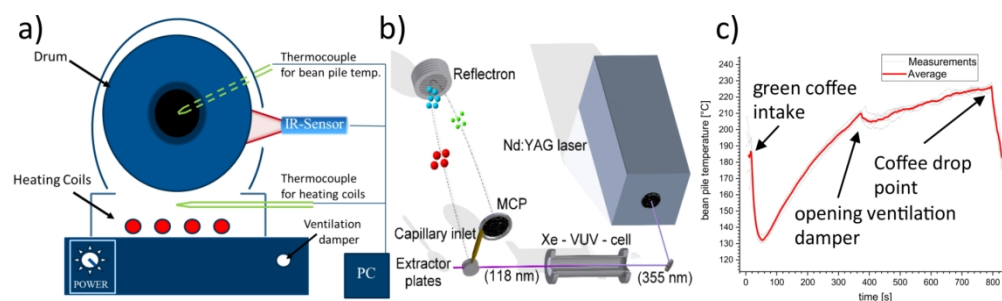 a)
Drum
Thermocouple
for bean pile temp.
IR-Sensor
Heating Coils
Thermocouple
for heating coils
Ventilation
damper
POWER
PC
b)
Reflectron
Nd:YAG laser
MCP
Capillary inlet
Xe - VUV - cell
Extractor
plates
(118 nm)
(355 nm)
c)
Measurements
Average
green coffee
intake
Coffee drop
point
opening ventilation
damper
bean pile temperature [°C]
240
230
220
210
200
190
180
170
160
150
140
130
0
100
200
300
400
500
600
700
800
time [s]